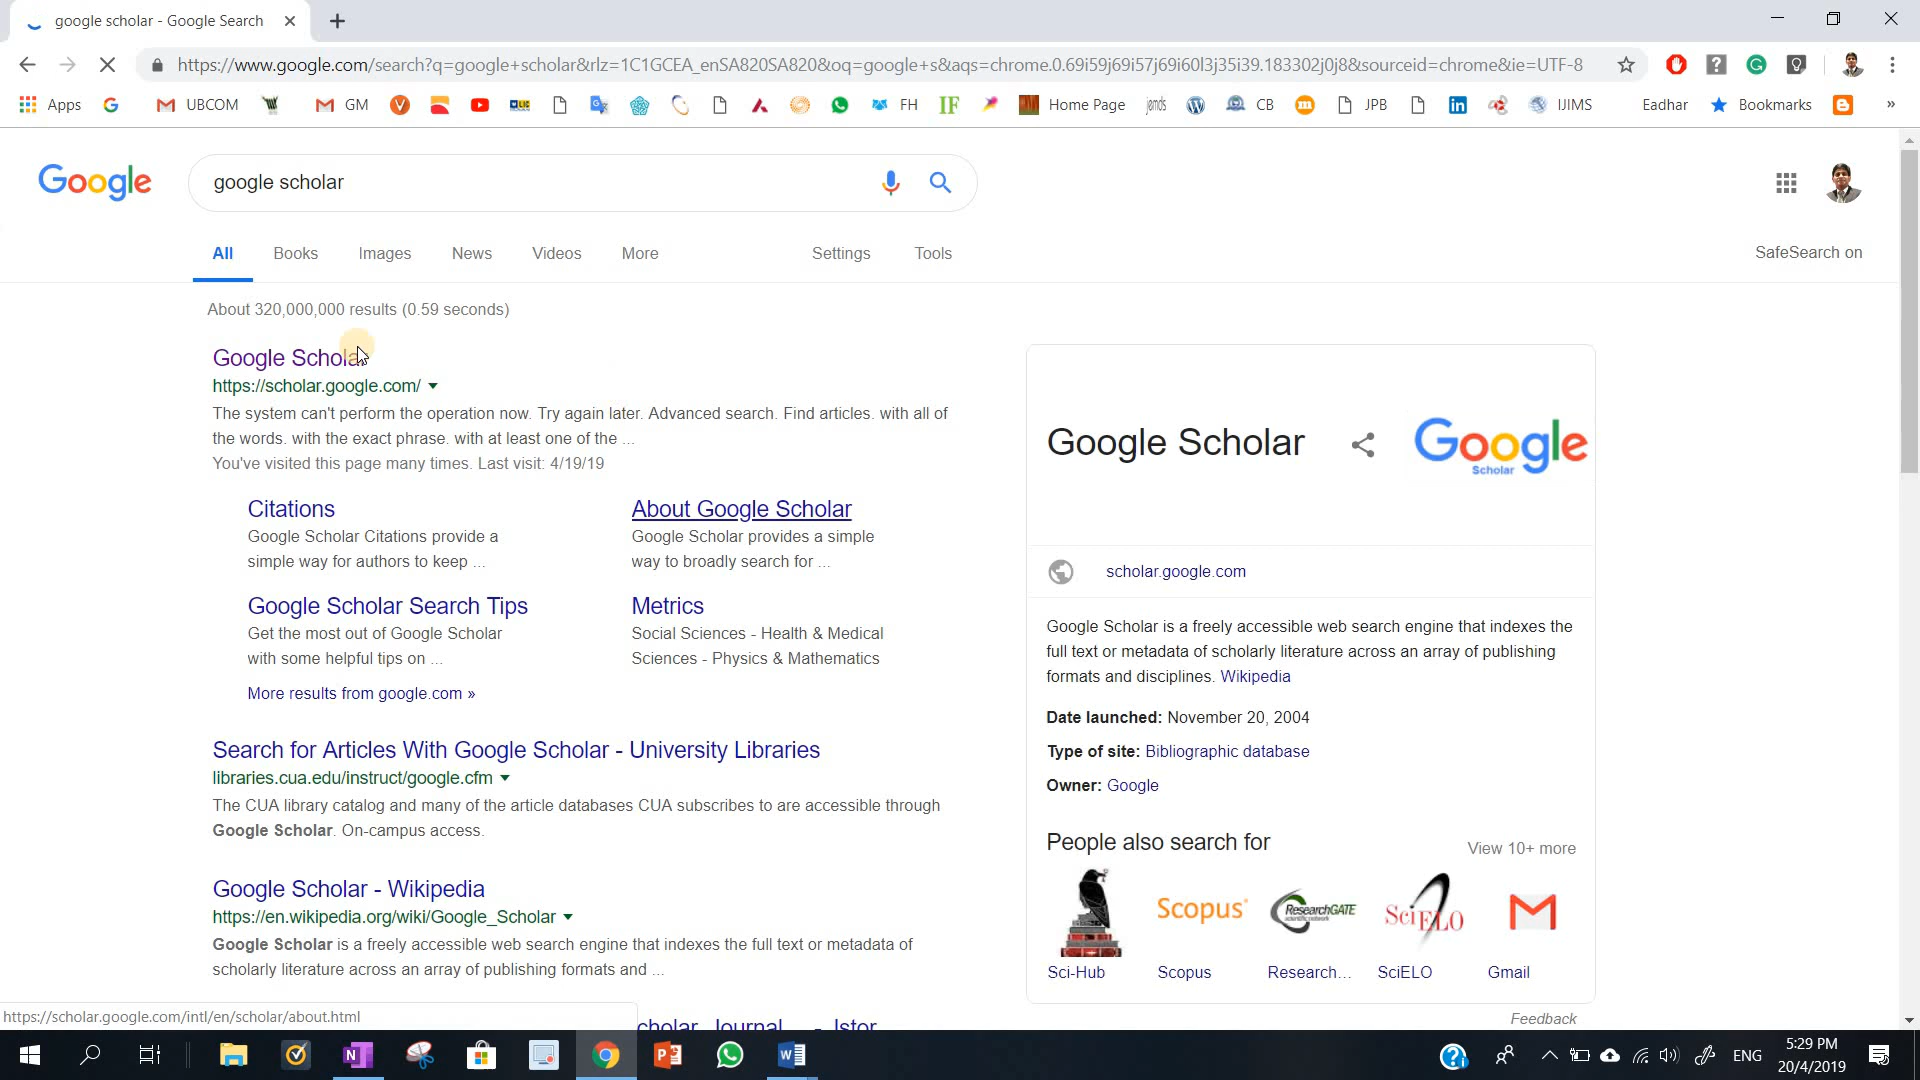 google scholar - Google Search
https://www.google.com/search?q=google+scholar&rlz=1C1GCEA_enSA820SA820&oq=google+s&aqs=chrome.0.69i59j69i57j69i60l3j35i39.183302j0j8&sourceid=chrome&ie=UTF-8
Apps UBCOM GM FH IF Home Page jamds CB JPB IJIMS Eadhar Bookmarks »
Google google scholar
All Books Images News Videos More Settings Tools SafeSearch on
About 320,000,000 results (0.59 seconds)
Google Scholar
https://scholar.google.com/
The system can't perform the operation now. Try again later. Advanced search. Find articles. with all of
the words. with the exact phrase. with at least one of the ...
You've visited this page many times. Last visit: 4/19/19
Citations
Google Scholar Citations provide a
simple way for authors to keep ...
About Google Scholar
Google Scholar provides a simple
way to broadly search for ...
Google Scholar Search Tips
Get the most out of Google Scholar
with some helpful tips on ...
Metrics
Social Sciences - Health & Medical
Sciences - Physics & Mathematics
More results from google.com »
Search for Articles With Google Scholar - University Libraries
libraries.cua.edu/instruct/google.cfm
The CUA library catalog and many of the article databases CUA subscribes to are accessible through
Google Scholar. On-campus access.
Google Scholar - Wikipedia
https://en.wikipedia.org/wiki/Google_Scholar
Google Scholar is a freely accessible web search engine that indexes the full text or metadata of
scholarly literature across an array of publishing formats and ...
Google Scholar
Google
Scholar
scholar.google.com
Google Scholar is a freely accessible web search engine that indexes the
full text or metadata of scholarly literature across an array of publishing
formats and disciplines. Wikipedia
Date launched: November 20, 2004
Type of site: Bibliographic database
Owner: Google
People also search for
View 10+ more
Scopus ResearchGATE SciELO
Sci-Hub Scopus Research... SciELO Gmail
Feedback
https://scholar.google.com/intl/en/scholar/about.html
cholar Journal - Jstor
ENG
5:29 PM
20/4/2019